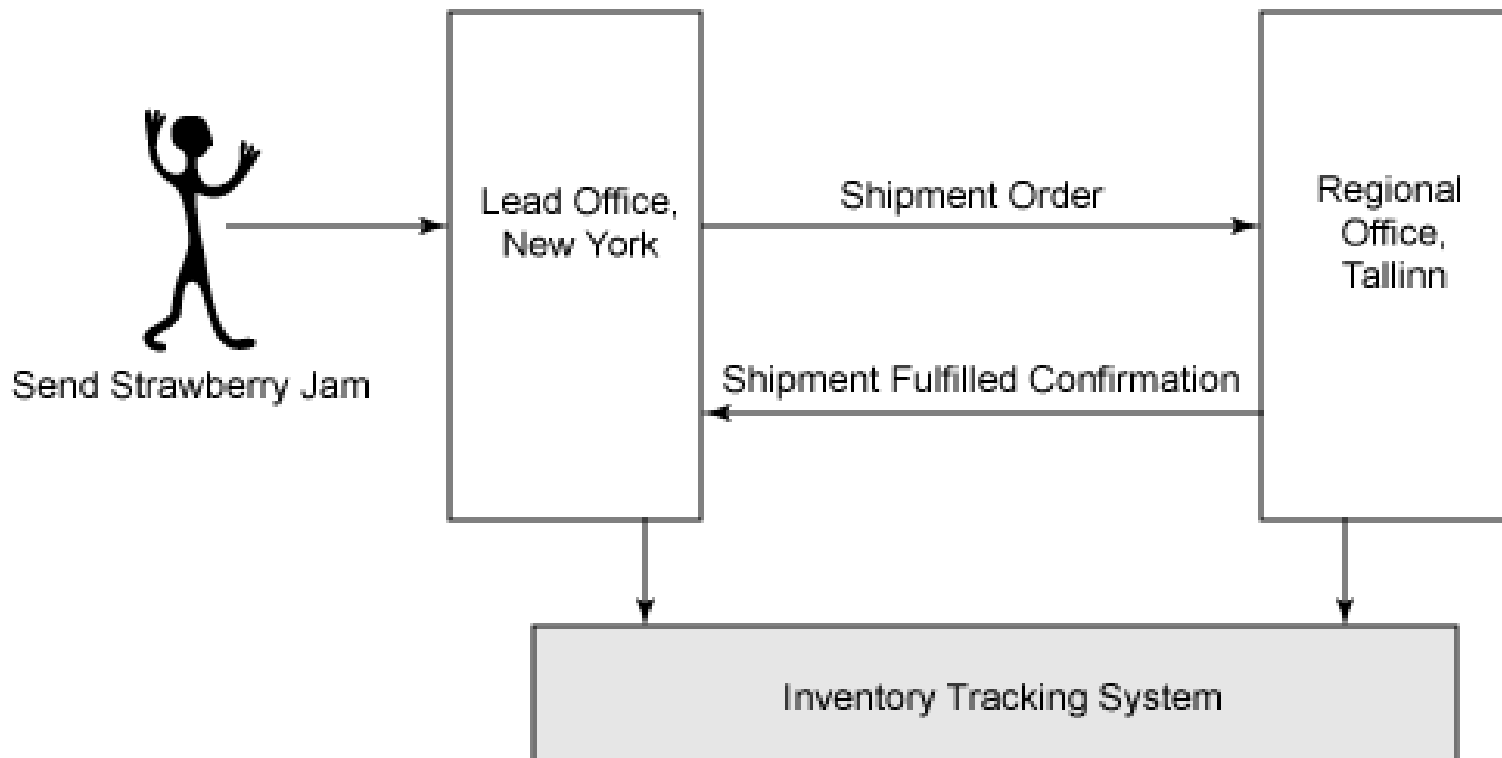 Lead Office,
New York
Shipment Order
Regional
Office,
Tallinn
Send Strawberry Jam
Shipment Fulfilled Confirmation
Inventory Tracking System